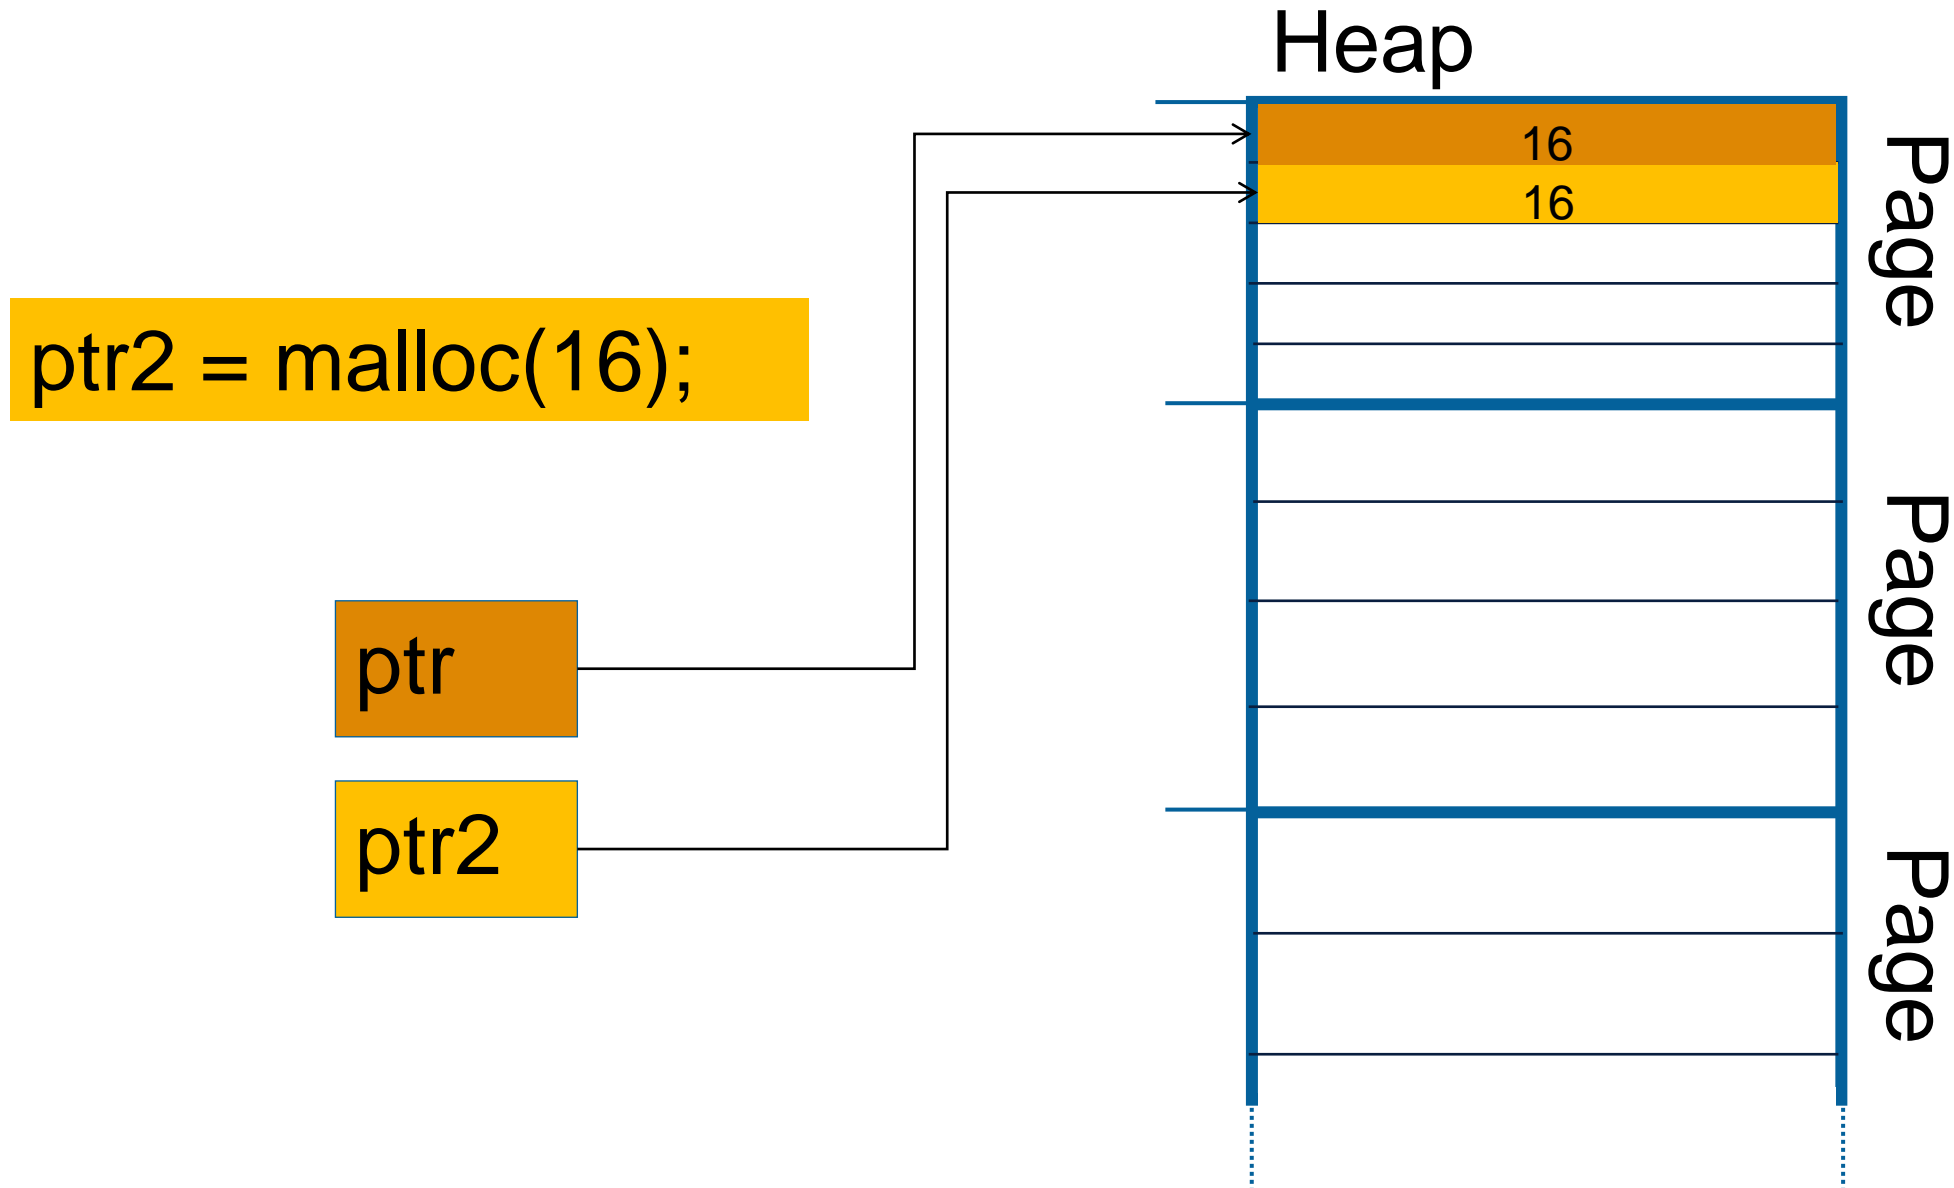 Heap
16
16
Page
ptr2 = malloc(16);
Page
ptr
ptr2
Page